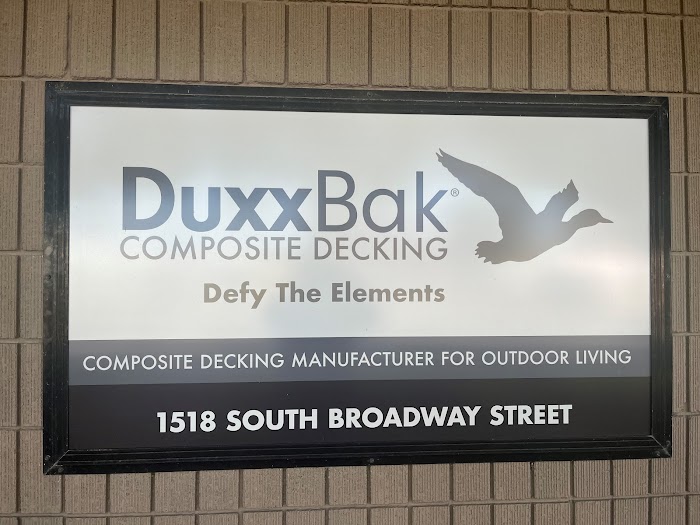 DuxxBak®
COMPOSITE DECKING
Defy The Elements
COMPOSITE DECKING MANUFACTURER FOR OUTDOOR LIVING
1518 SOUTH BROADWAY STREET